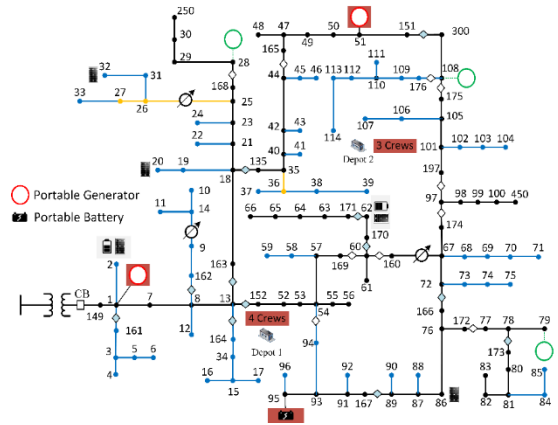 250
48 47 50 51 151 300
30 49
32 29 28 165 111 108
31 44 45 46 113 112 109
168 110 176 175
33 27 26 25
24 23 42 43 107 106 105
22 21 40 41 114 3 Crews 101 102 103 104
20 19 135 35 Depot 2
18 197
10 37 36 38 39 97 98 99 100 450
Portable Generator 11 14 66 65 64 63 171 62 174
Portable Battery
9 59 58 57 60 170 67 68 69 70 71
2 163 169 160
162 61 72 73 74 75
CB 1 7 8 13 152 52 53 55 56 166
149 54 76 172 77 78 79
161 12 4 Crews
164 94 173 85
3 5 6 34 Depot 1 96 92 90 88 83 80
4 16 17
15 95 93 91 167 89 87 86 82 81 84